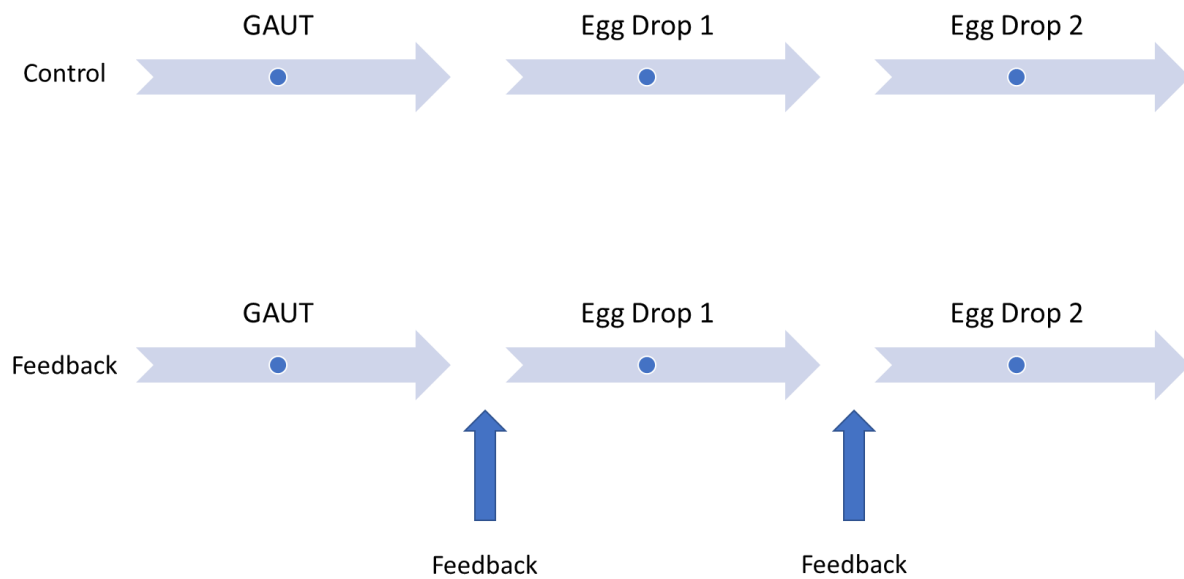 GAUT
Egg Drop 1
Egg Drop 2
Control
GAUT
Egg Drop 1
Egg Drop 2
Feedback
Feedback
Feedback